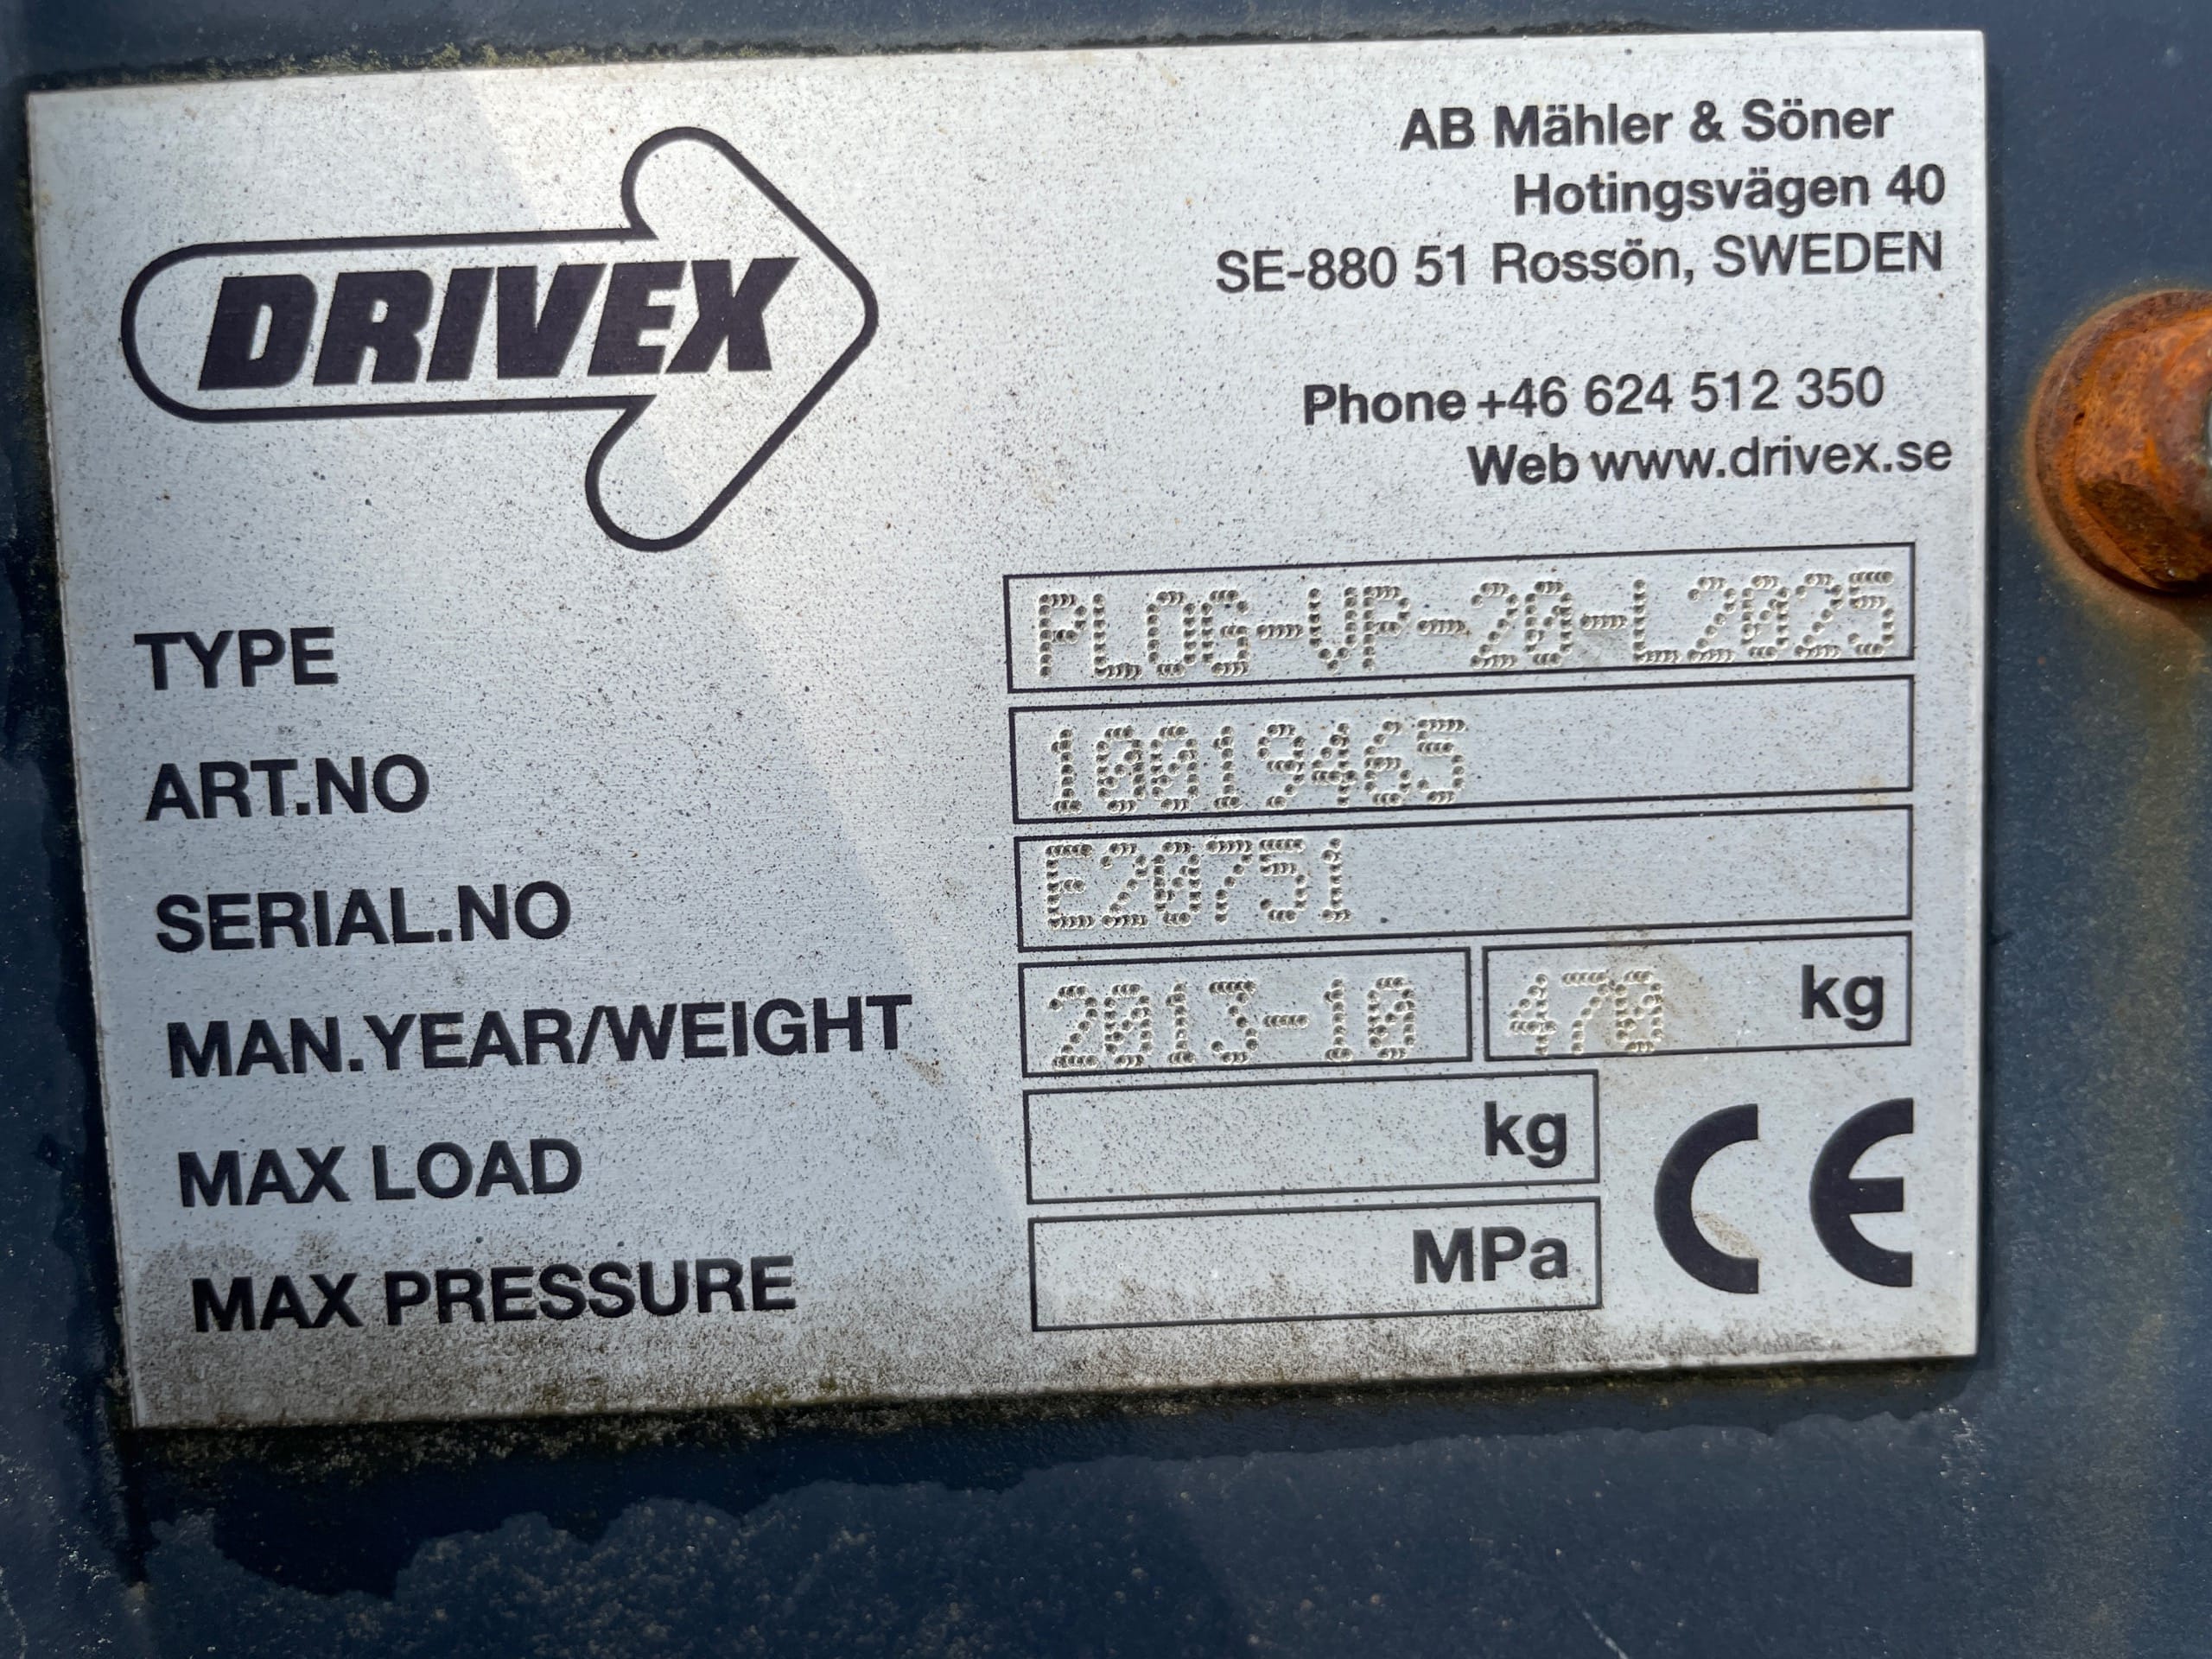 DRIVEX
AB Mähler & Söner
Hotingsvägen 40
SE-880 51 Rossön, SWEDEN
Phone +46 624 512 350
Web www.drivex.se
TYPE PLOG-VP-20-L2025
ART.NO 10019465
SERIAL.NO E20751
MAN.YEAR/WEIGHT 2013-10 470 kg
MAX LOAD kg
MAX PRESSURE MPa
CE